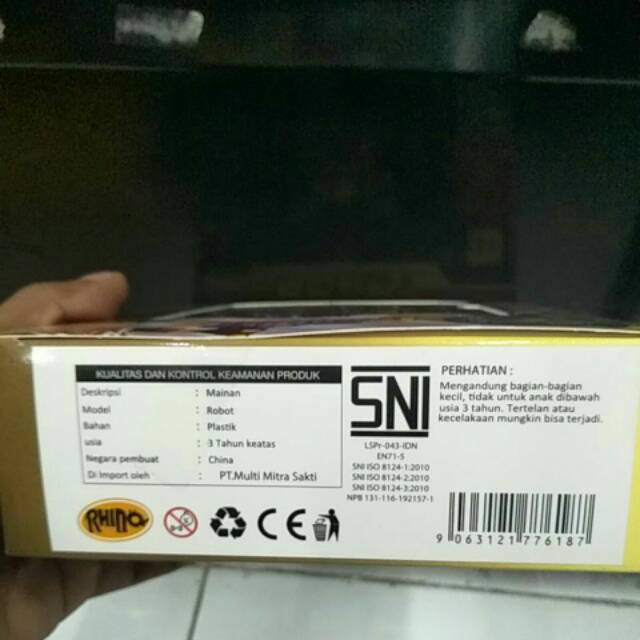 KUALITAS DAN KONTROL KEAMANAN PRODUK
Deskripsi : Mainan
Model : Robot
Bahan : Plastik
usia : 3 Tahun keatas
Negara pembuat : China
Di Import oleh : PT.Multi Mitra Sakti
RHINO
0-3
CE
SNI
LSPr-043-IDN
EN71-5
SNI ISO 8124-1:2010
SNI ISO 8124-2:2010
SNI ISO 8124-3:2010
NPB 131-116-192157-1
PERHATIAN :
Mengandung bagian-bagian
kecil, tidak untuk anak dibawah
usia 3 tahun. Tertelan atau
kecelakaan mungkin bisa terjadi.
9 063121 776187